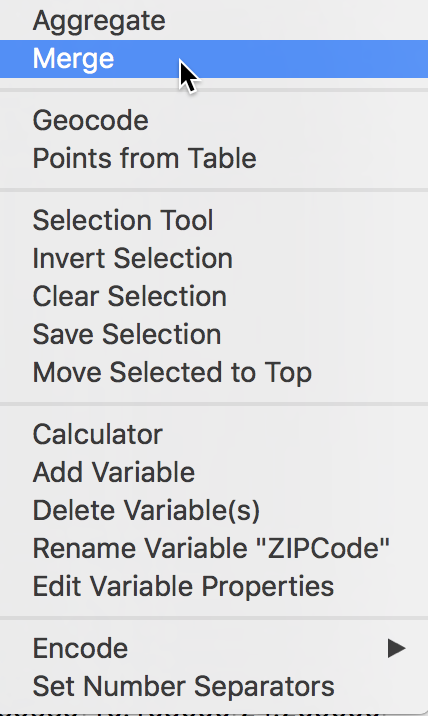 Aggregate
Merge
Geocode
Points from Table
Selection Tool
Invert Selection
Clear Selection
Save Selection
Move Selected to Top
Calculator
Add Variable
Delete Variable(s)
Rename Variable "ZIPCode"
Edit Variable Properties
Encode
Set Number Separators